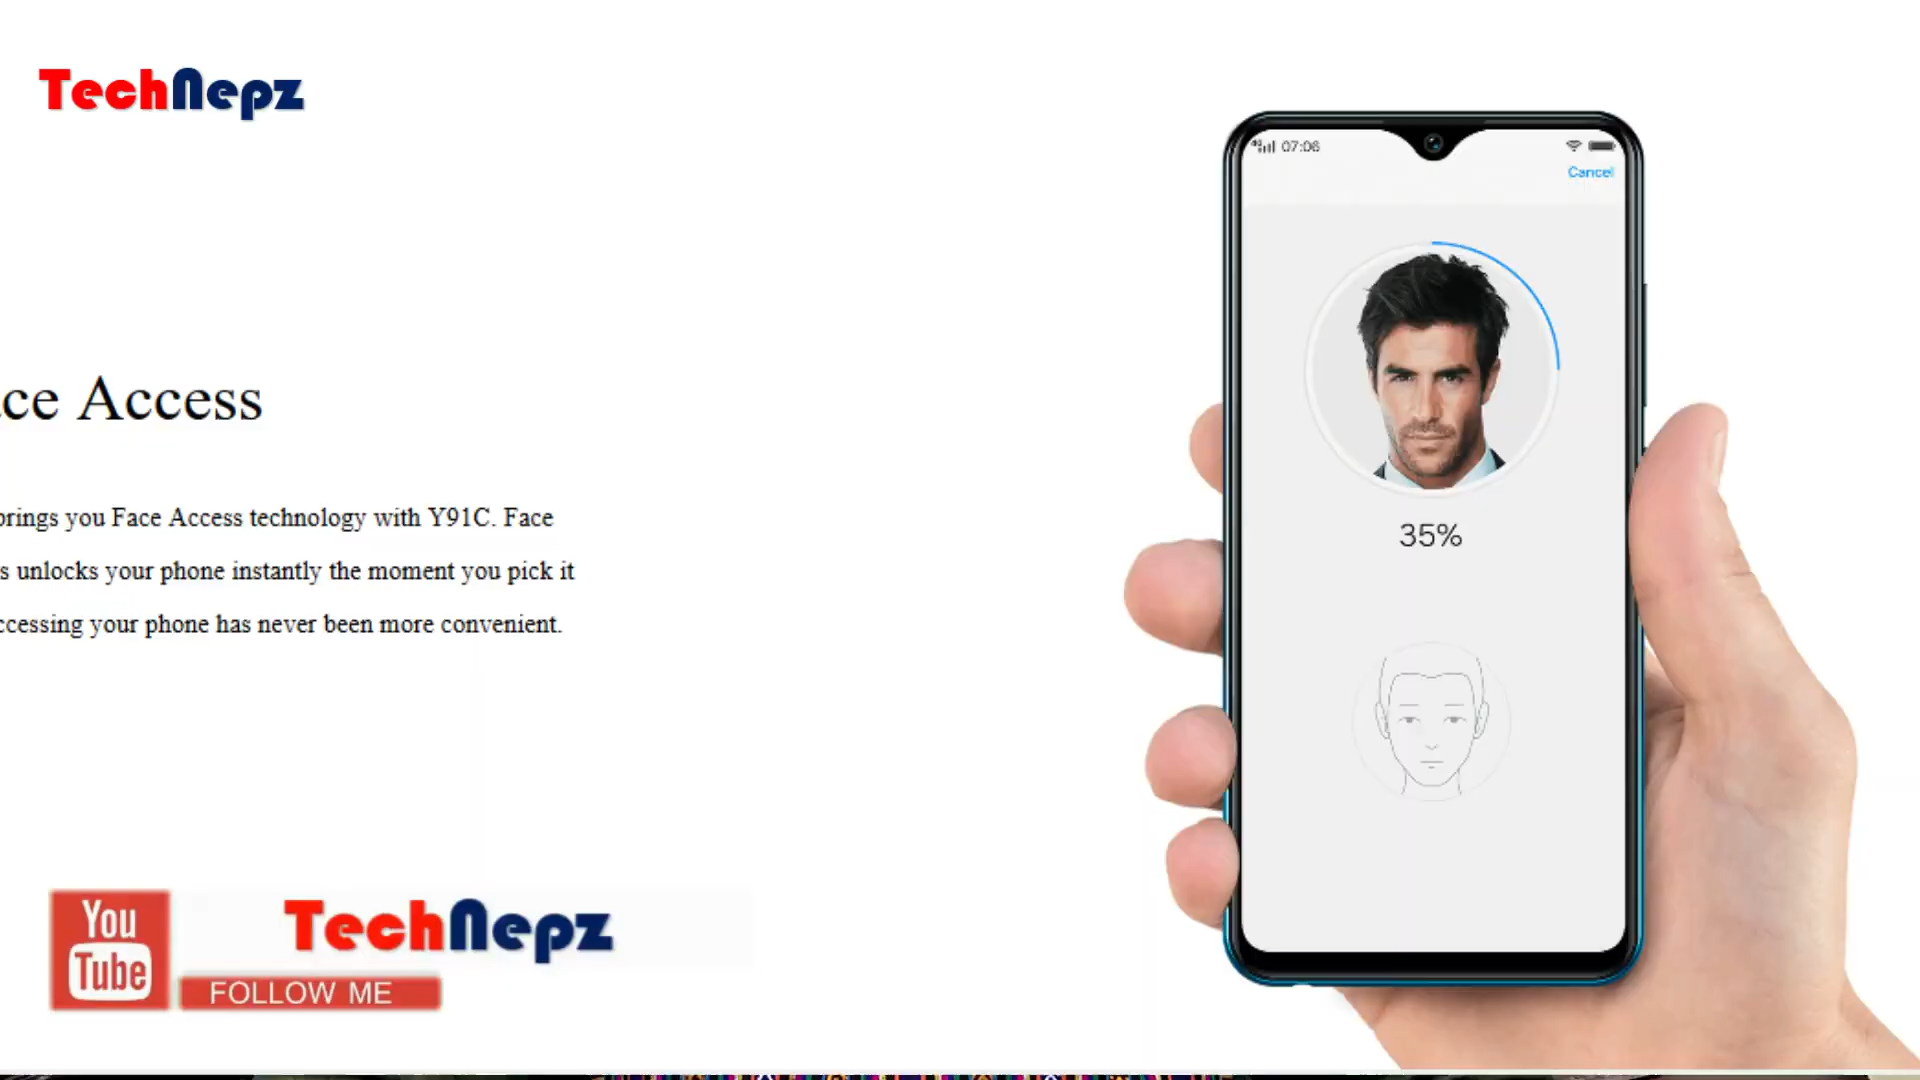 TechNepz
07:06
Cancel
ce Access
35%
brings you Face Access technology with Y91C. Face
s unlocks your phone instantly the moment you pick it
ccessing your phone has never been more convenient.
You
Tube
TechNepz
FOLLOW ME